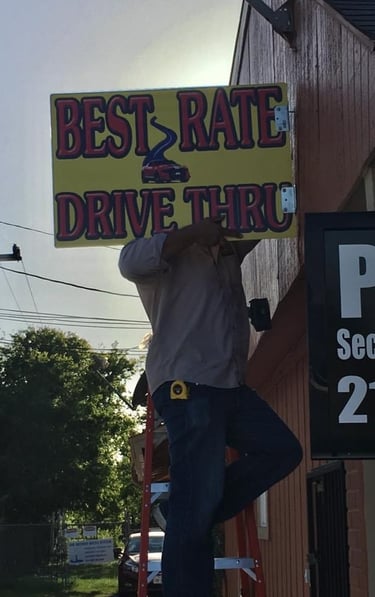 BEST RATE
DRIVE THRU
P
Sec
21